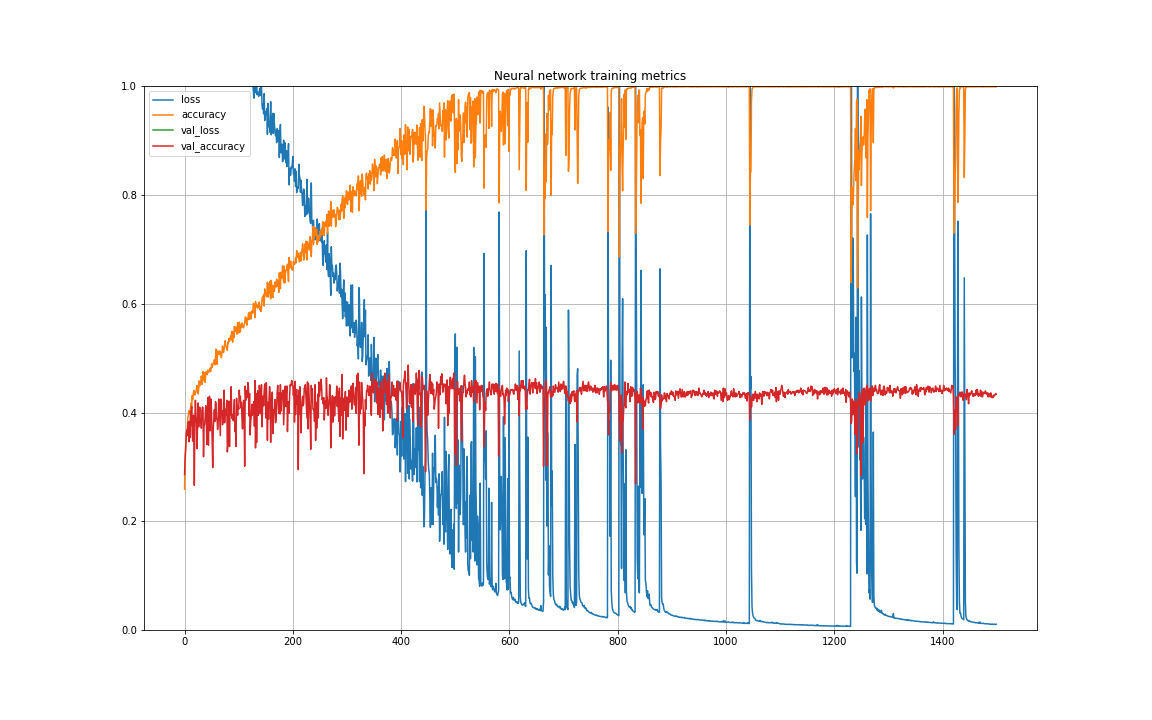 Neural network training metrics
1.0
loss
accuracy
val_loss
val_accuracy
0.8
0.6
0.4
0.2
0.0
0 200 400 600 800 1000 1200 1400